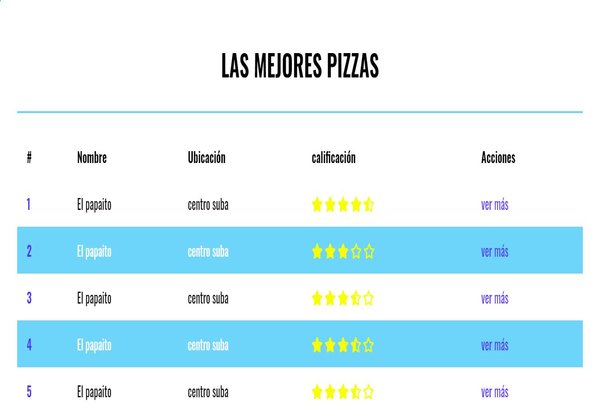 LAS MEJORES PIZZAS
# Nombre Ubicación calificación Acciones
1 El papaito centro suba ver más
2 El papaito centro suba ver más
3 El papaito centro suba ver más
4 El papaito centro suba ver más
5 El papaito centro suba ver más